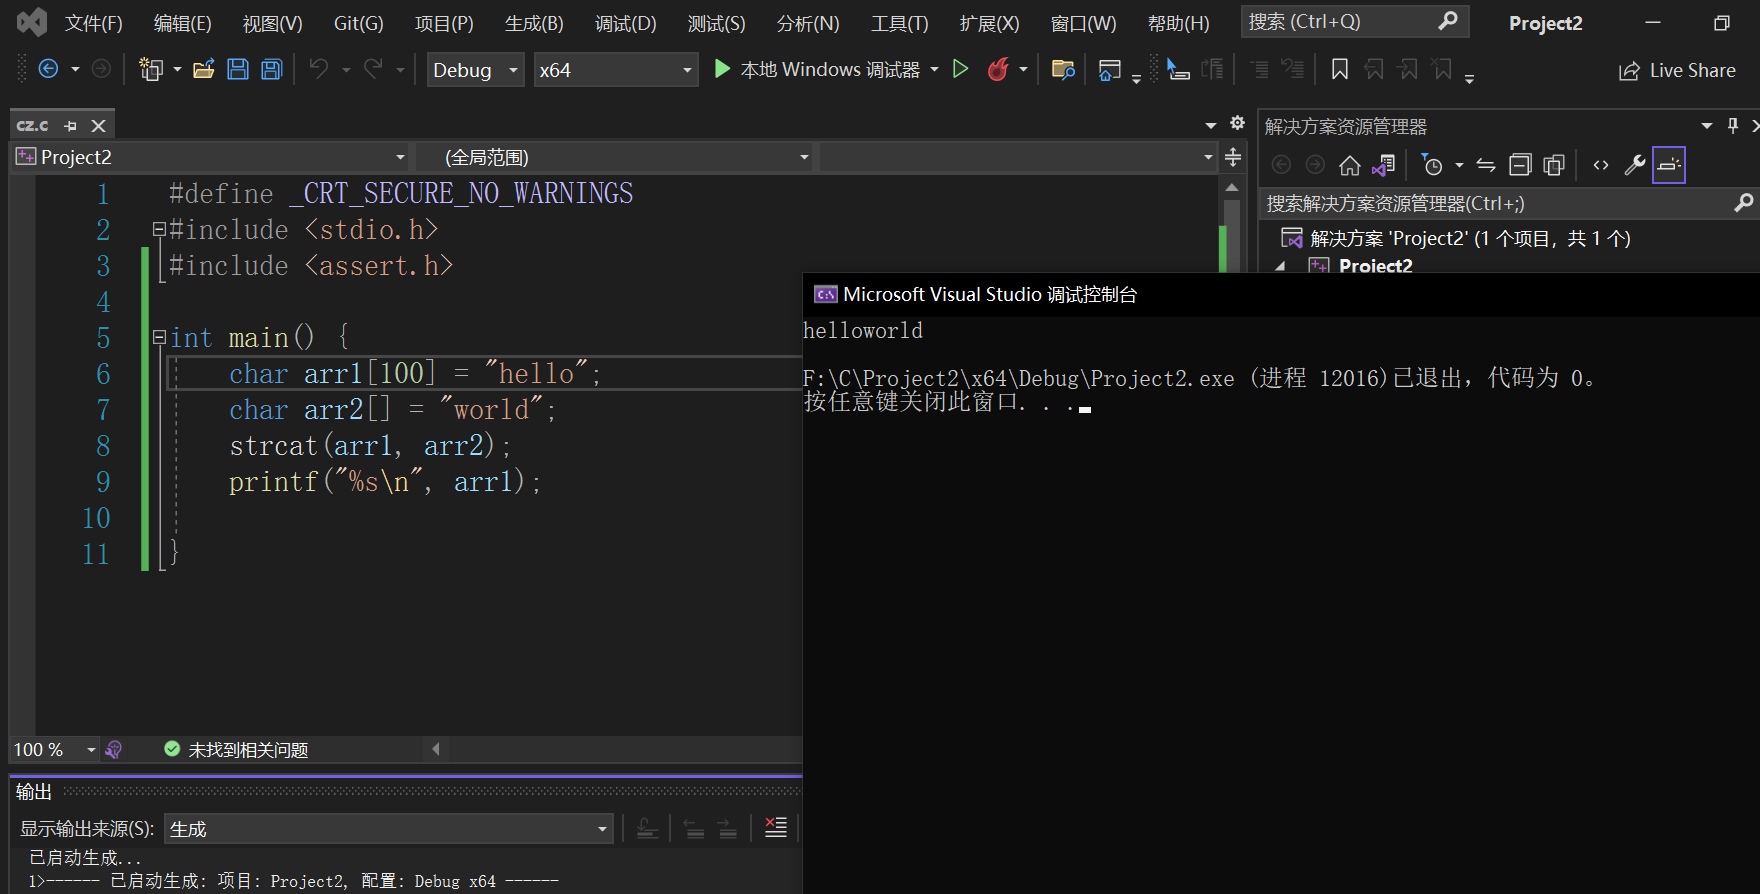 文件(F) 编辑(E) 视图(V) Git(G) 项目(P) 生成(B) 调试(D) 测试(S) 分析(N) 工具(T) 扩展(X) 窗口(W) 帮助(H) 搜索 (Ctrl+Q) Project2
Debug x64 本地 Windows 调试器 Live Share
cz.c
Project2 (全局范围)
1 #define _CRT_SECURE_NO_WARNINGS
2 #include <stdio.h>
3 #include <assert.h>
4
5 int main() {
6 char arr1[100] = "hello";
7 char arr2[] = "world";
8 strcat(arr1, arr2);
9 printf("%s\n", arr1);
10
11 }
100 % 未找到相关问题
输出
显示输出来源(S): 生成
已启动生成...
1>------ 已启动生成: 项目: Project2, 配置: Debug x64 ------
解决方案资源管理器
搜索解决方案资源管理器(Ctrl+;)
解决方案 'Project2' (1 个项目，共 1 个)
Project2
Microsoft Visual Studio 调试控制台
helloworld
F:\C\Project2\x64\Debug\Project2.exe (进程 12016)已退出，代码为 0。
按任意键关闭此窗口. . .